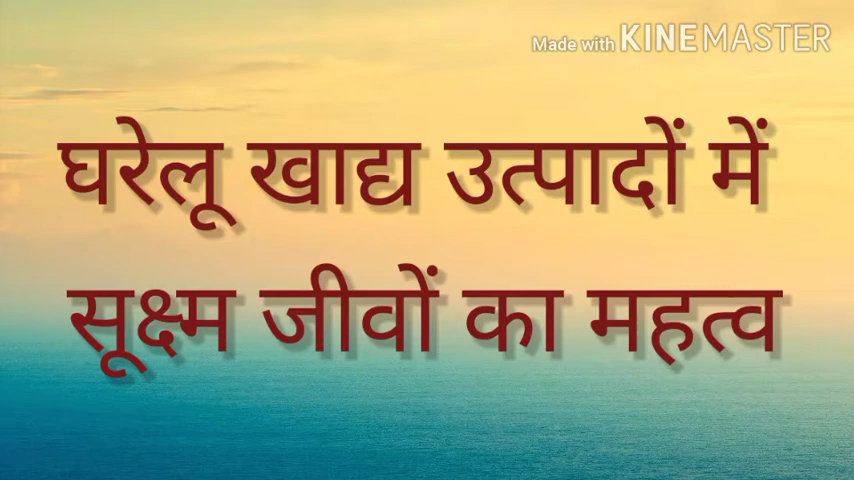 Made with KINEMASTER
घरेलू खाद्य उत्पादों में
सूक्ष्म जीवों का महत्व